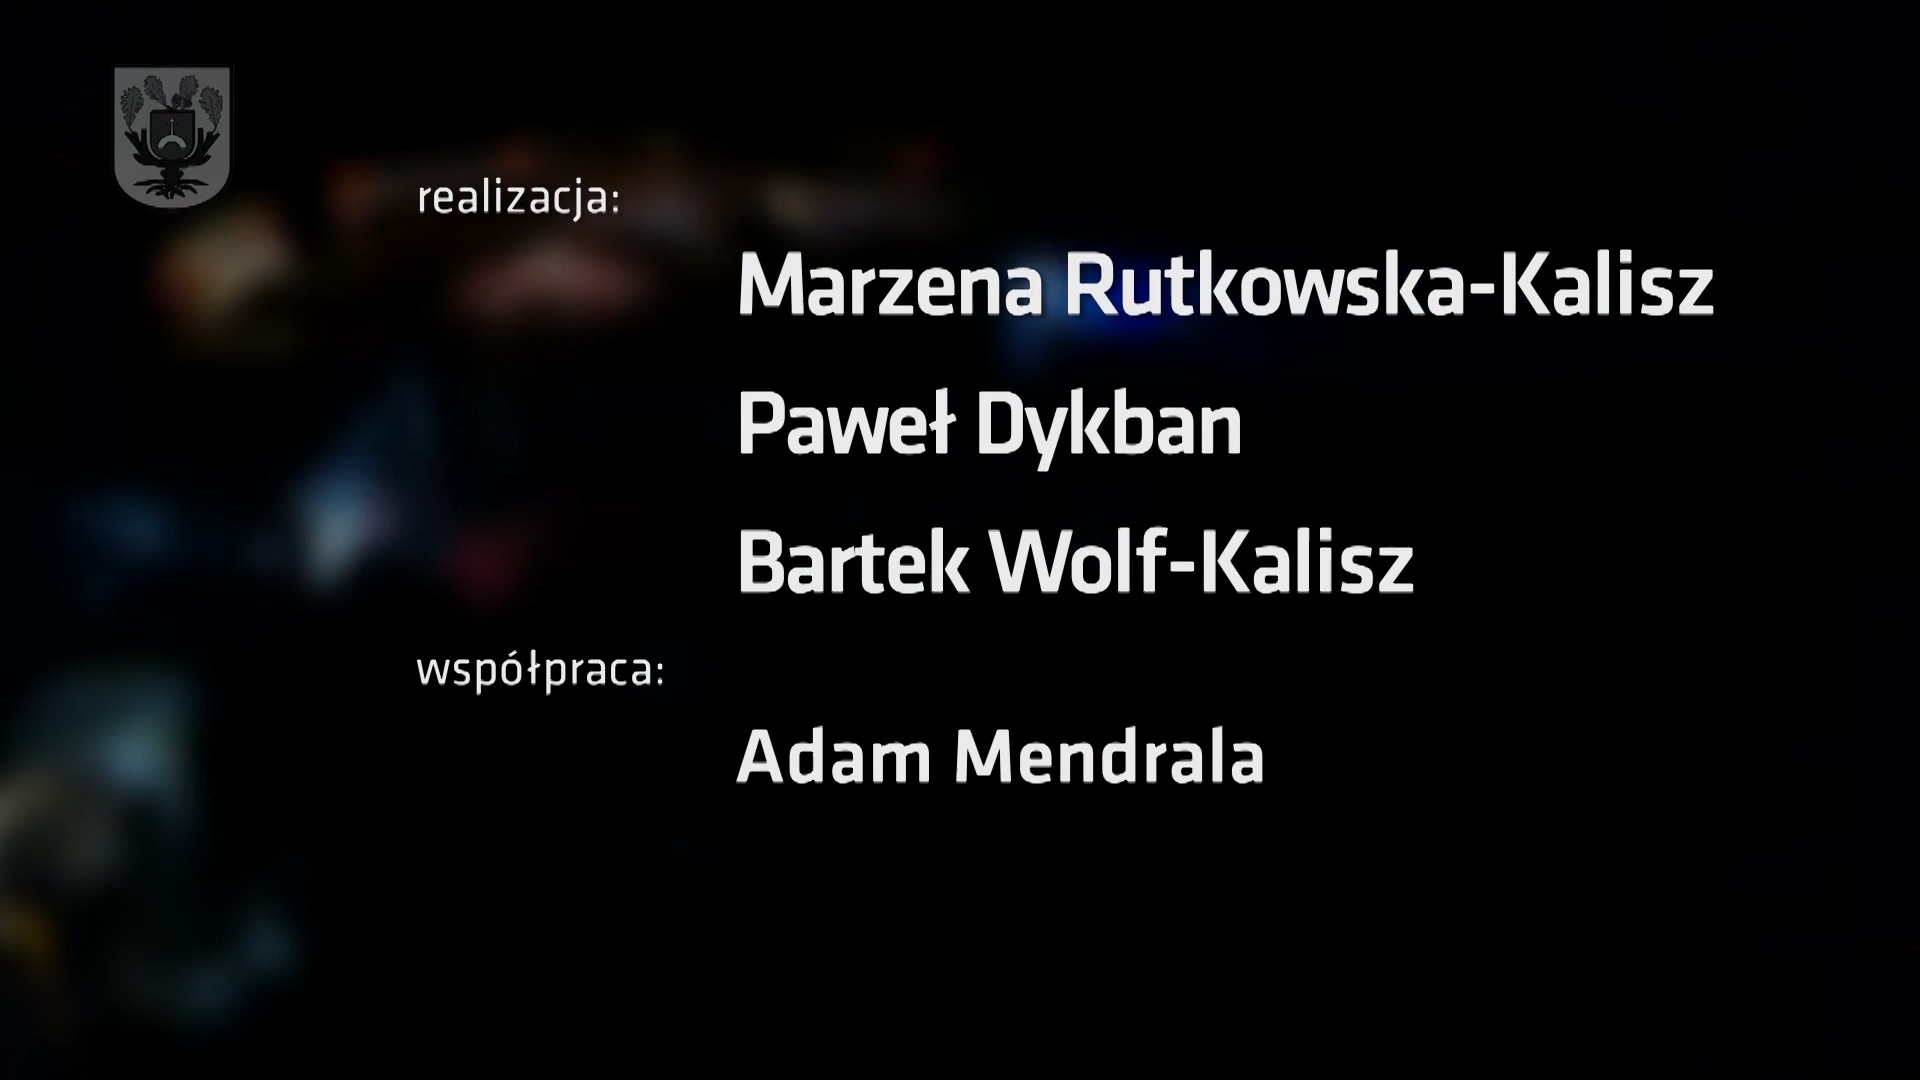 realizacja:
Marzena Rutkowska-Kalisz
Paweł Dykban
Bartek Wolf-Kalisz
współpraca:
Adam Mendrala